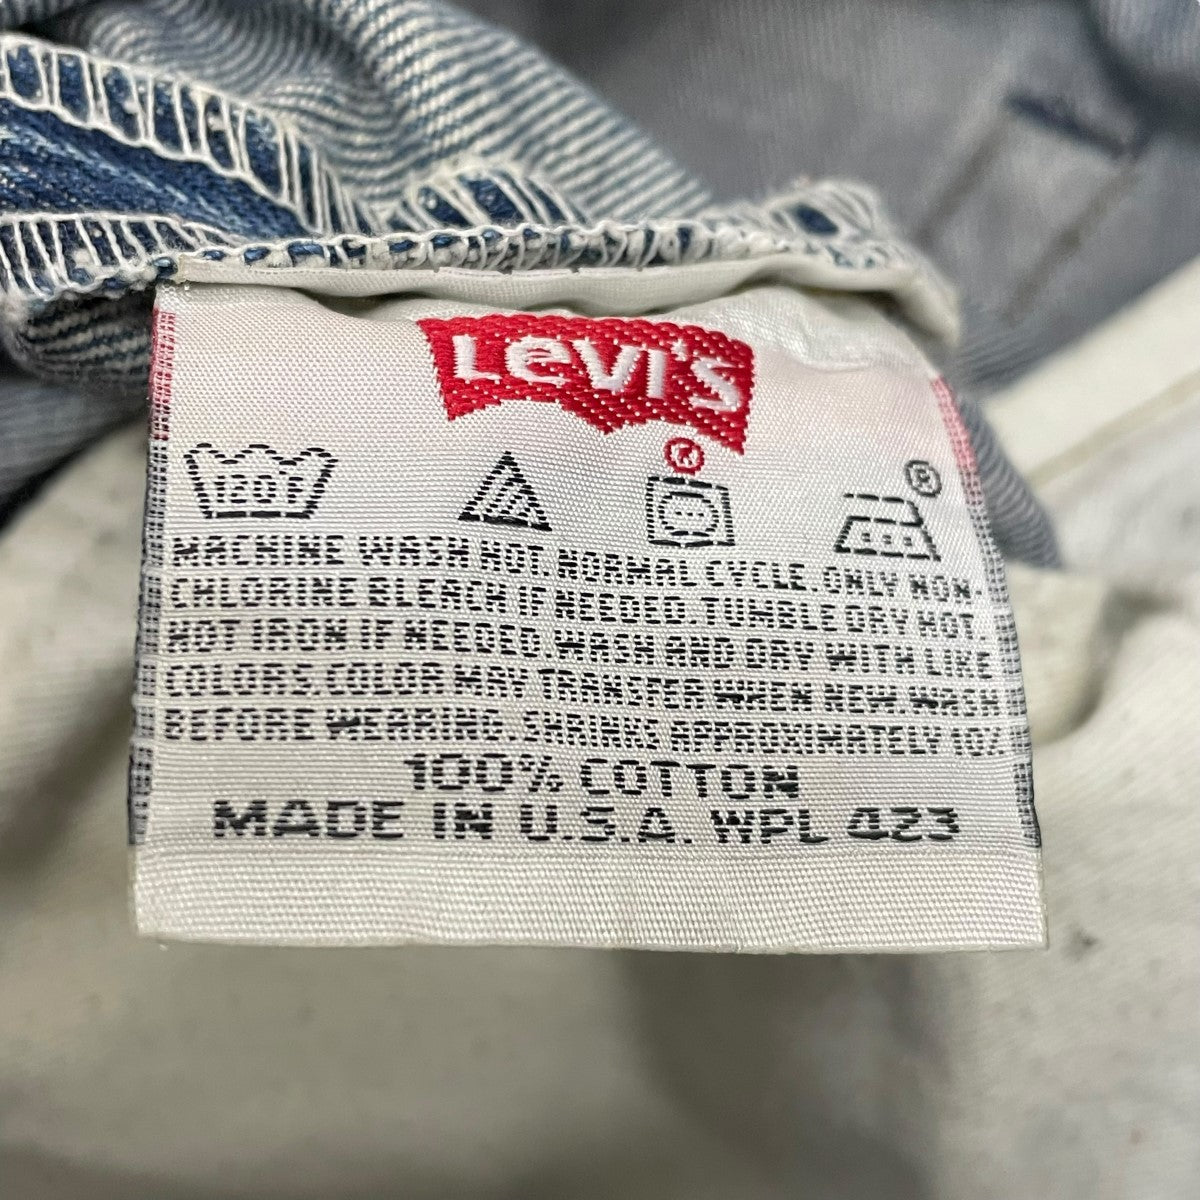 Levi's
®
®
120°F
MACHINE WASH HOT. NORMAL CYCLE. ONLY NON-
CHLORINE BLEACH IF NEEDED. TUMBLE DRY HOT.
HOT IRON IF NEEDED. WASH AND DRY WITH LIKE
COLORS, COLOR MAY TRANSFER WHEN NEW. WASH
BEFORE WEARING. SHRINKS APPROXIMATELY 10%
100% COTTON
MADE IN U.S.A. WPL 423